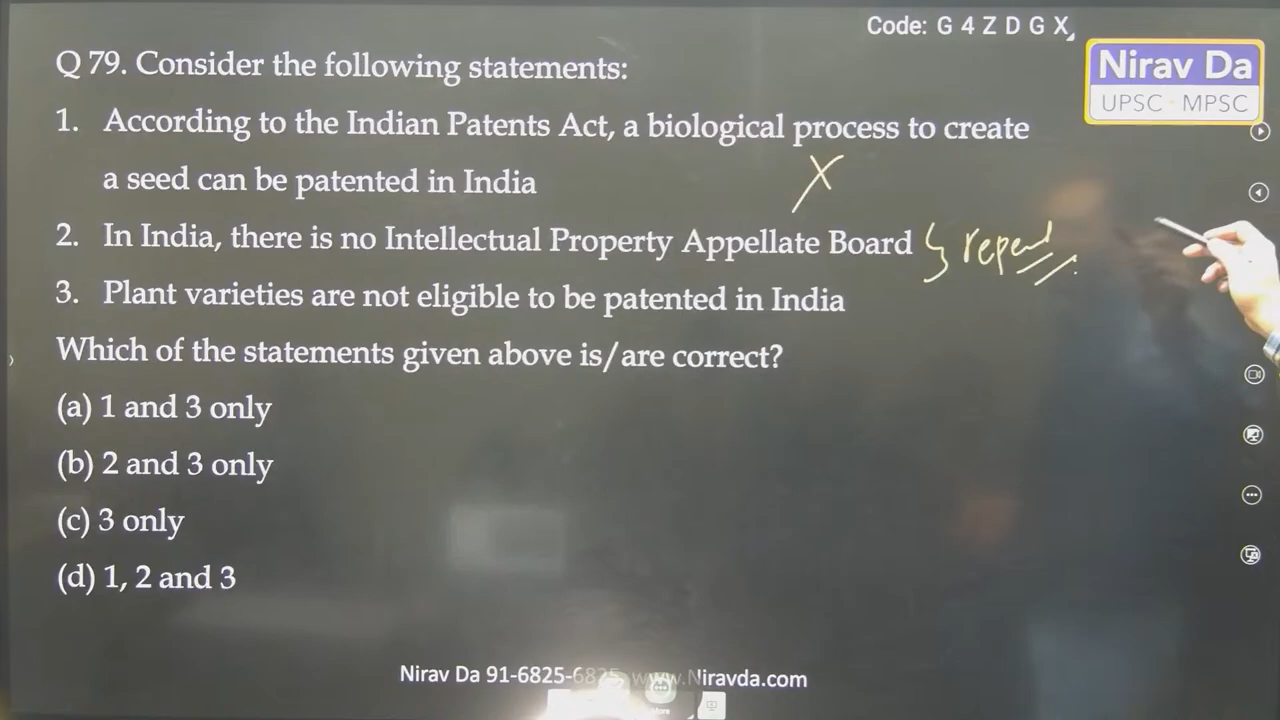 Code: G 4 Z D G X
Nirav Da
UPSC MPSC
Q 79. Consider the following statements:
1. According to the Indian Patents Act, a biological process to create
a seed can be patented in India
X
2. In India, there is no Intellectual Property Appellate Board
3. Plant varieties are not eligible to be patented in India
Which of the statements given above is/are correct?
(a) 1 and 3 only
(b) 2 and 3 only
(c) 3 only
(d) 1, 2 and 3
Nirav Da 91-6825-6825 www.Niravda.com